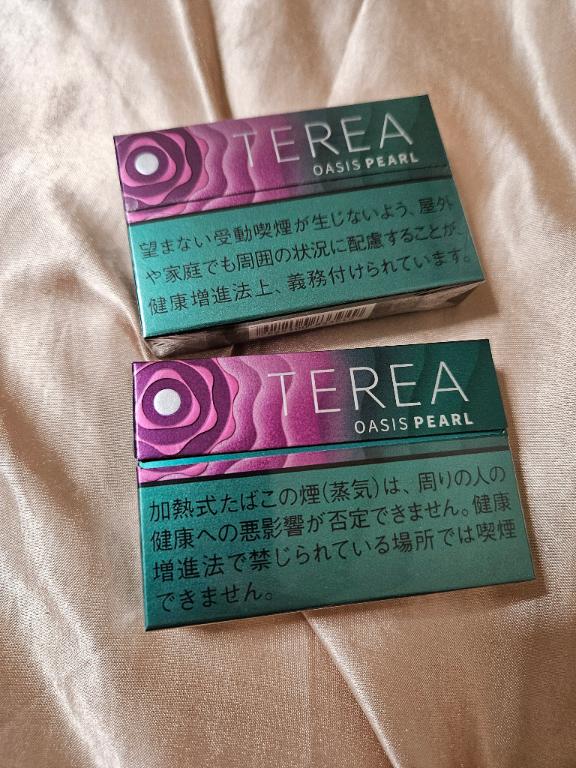 TEREA
OASIS PEARL
望まない受動喫煙が生じないよう、屋外
や家庭でも周囲の状況に配慮することが、
健康増進法上、義務付けられています。
TEREA
OASIS PEARL
加熱式たばこの煙(蒸気)は、周りの人の
健康への悪影響が否定できません。健康
増進法で禁じられている場所では喫煙
できません。